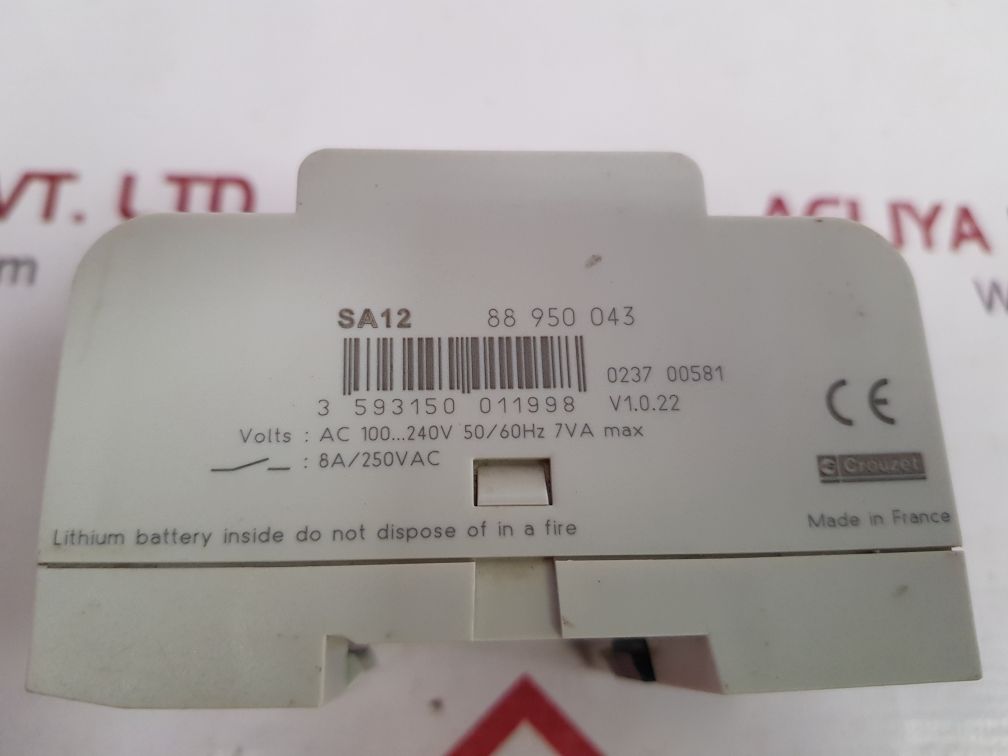 VT. LTD
ACLIYA
m
W
SA12 88 950 043
0237 00581
3 593150 011998 V1.0.22
Volts : AC 100...240V 50/60Hz 7VA max
: 8A/250VAC
CE
Crouzet
Lithium battery inside do not dispose of in a fire
Made in France